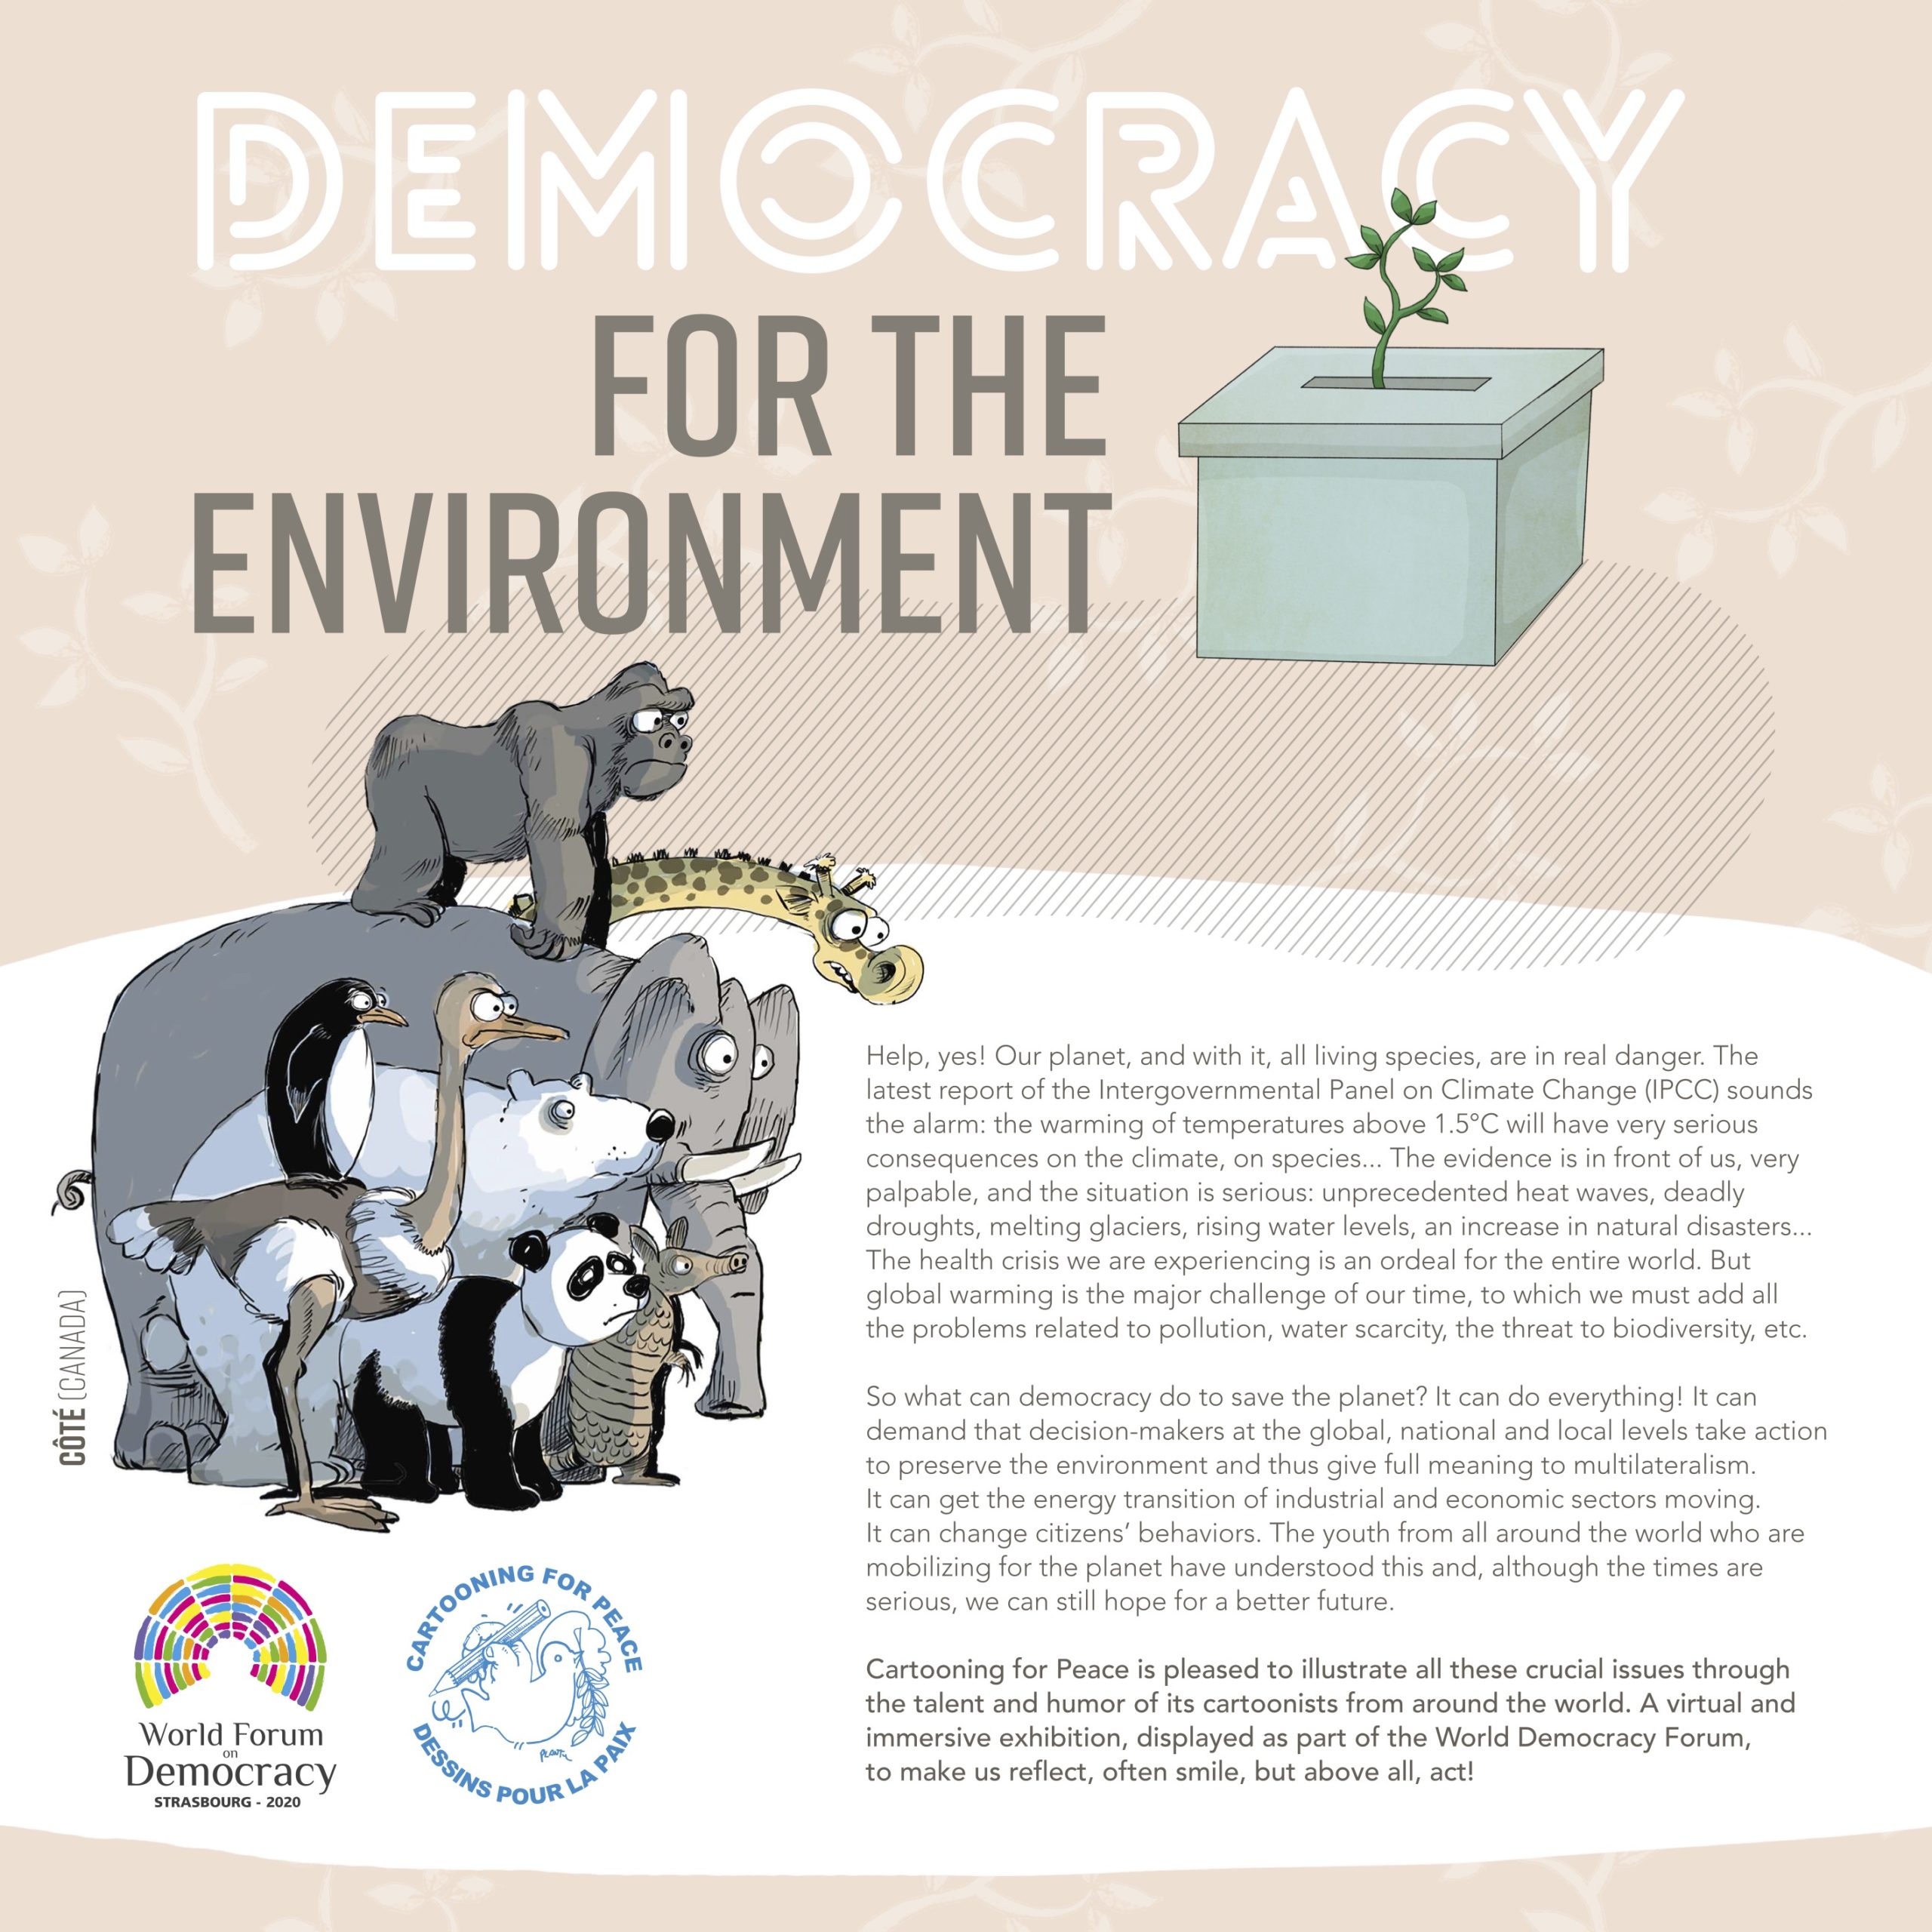 DEMOCRACY
FOR THE
ENVIRONMENT
Help, yes! Our planet, and with it, all living species, are in real danger. The
latest report of the Intergovernmental Panel on Climate Change (IPCC) sounds
the alarm: the warming of temperatures above 1.5°C will have very serious
consequences on the climate, on species... The evidence is in front of us, very
palpable, and the situation is serious: unprecedented heat waves, deadly
droughts, melting glaciers, rising water levels, an increase in natural disasters...
The health crisis we are experiencing is an ordeal for the entire world. But
global warming is the major challenge of our time, to which we must add all
the problems related to pollution, water scarcity, the threat to biodiversity, etc.
So what can democracy do to save the planet? It can do everything! It can
demand that decision-makers at the global, national and local levels take action
to preserve the environment and thus give full meaning to multilateralism.
It can get the energy transition of industrial and economic sectors moving.
It can change citizens’ behaviors. The youth from all around the world who are
mobilizing for the planet have understood this and, although the times are
serious, we can still hope for a better future.
Cartooning for Peace is pleased to illustrate all these crucial issues through
the talent and humor of its cartoonists from around the world. A virtual and
immersive exhibition, displayed as part of the World Democracy Forum,
to make us reflect, often smile, but above all, act!
CÔTÉ (CANADA)
World Forum
on
Democracy
STRASBOURG - 2020
CARTOONING FOR PEACE
DESSINS POUR LA PAIX
PLANTU